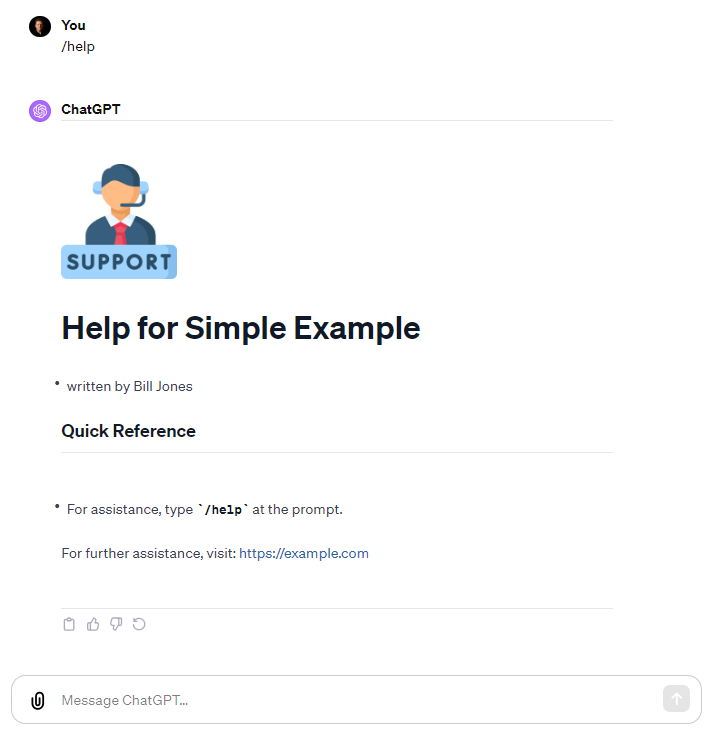 You
/help
ChatGPT
SUPPORT
Help for Simple Example
• written by Bill Jones
Quick Reference
• For assistance, type `/help` at the prompt.
For further assistance, visit: https://example.com
Message ChatGPT...